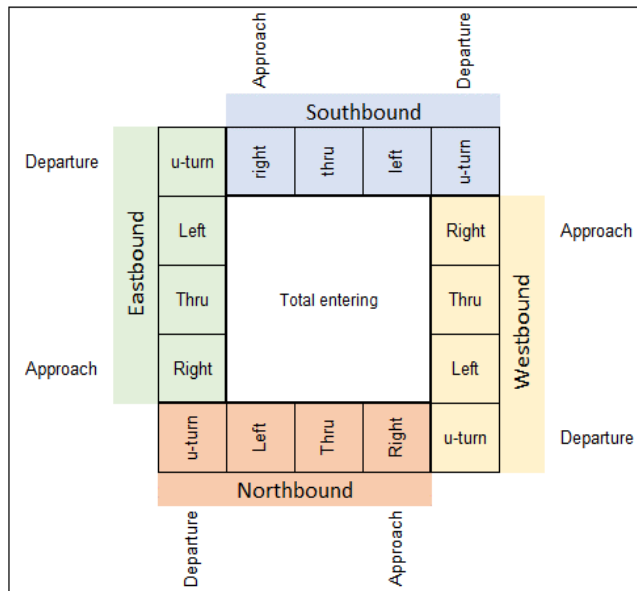 Approach
Departure
Southbound
Departure
u-turn
right
thru
left
u-turn
Eastbound
Left
Right
Approach
Thru
Total entering
Thru
Westbound
Approach
Right
Left
u-turn
Left
Thru
Right
u-turn
Departure
Northbound
Departure
Approach